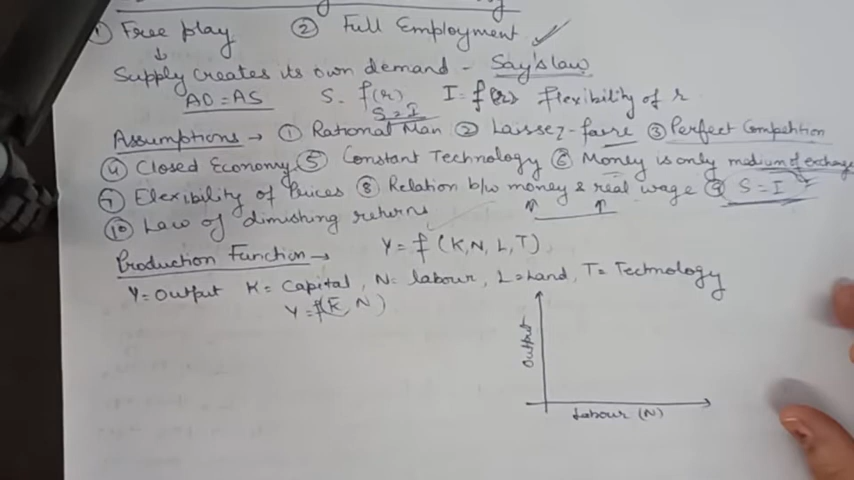 ① Free play ② Full Employment
Supply creates its own demand - Say's law
AD = AS S = f(r) I = f(r) flexibility of r
S = I
Assumptions → ① Rational Man ② Laissez-faire ③ Perfect Competition
④ Closed Economy ⑤ Constant Technology ⑥ Money is only medium of exchange
⑦ Flexibility of Prices ⑧ Relation b/w money & real wage ⑨ S = I
⑩ Law of diminishing returns
Production Function → Y = f (K, N, L, T)
Y = Output K = Capital, N = labour, L = Land, T = Technology
Y = f(K̅, N)
Output
Labour (N)